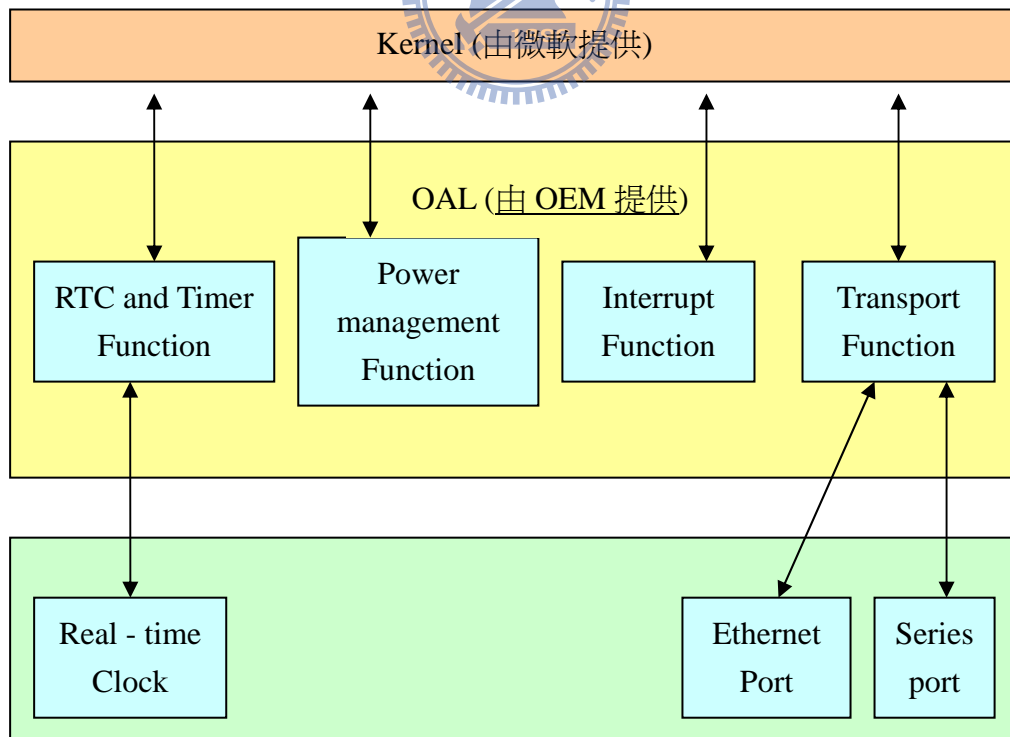 Kernel (由微軟提供)
OAL (由 OEM 提供)
RTC and Timer
Function
Power
management
Function
Interrupt
Function
Transport
Function
Real - time
Clock
Ethernet
Port
Series
port